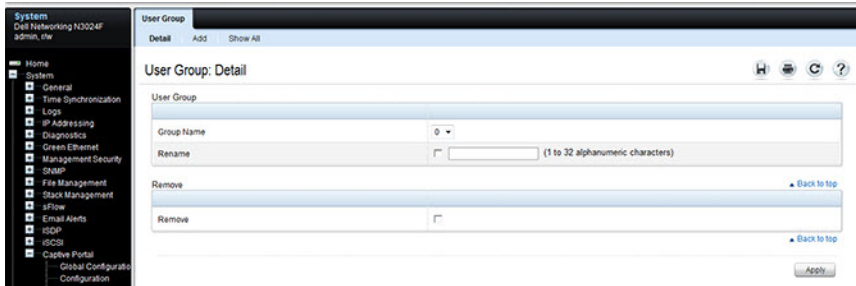 System
Dell Networking N3024F
admin, r/w
Home
System
General
Time Synchronization
Logs
IP Addressing
Diagnostics
Green Ethernet
Management Security
SNMP
File Management
Stack Management
sFlow
Email Alerts
ISDP
iSCSI
Captive Portal
Global Configuratio
Configuration
User Group
Detail Add Show All
User Group: Detail
User Group
Group Name 0
Rename (1 to 32 alphanumeric characters)
Remove Back to top
Remove
Back to top
Apply